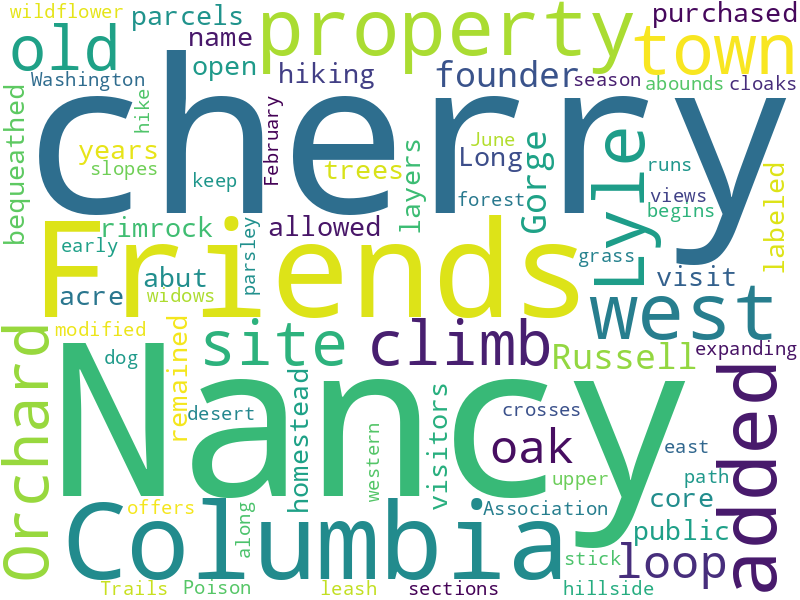 wildflower
parcels
property
purchased
old
name
town
Washington
open
hiking
founder
season
abounds
cloaks
cherry
bequeathed
hike
February
years
slopes
keep
trees
layers
June
Long
Gorge
Lyle
runs
forest
views
begins
labeled
Friends
rimrock
allowed
early
parsley
grass
abut
acre
widows
visit
west
modified
dog
site
climb
Russell
expanding
Orchard
remained
Nancy
desert
homestead
western
visitors
crosses
oak
east
added
upper
path
core
offers
along
Columbia
Association
public
stick
loop
Trails
Poison
leash
sections
hillside